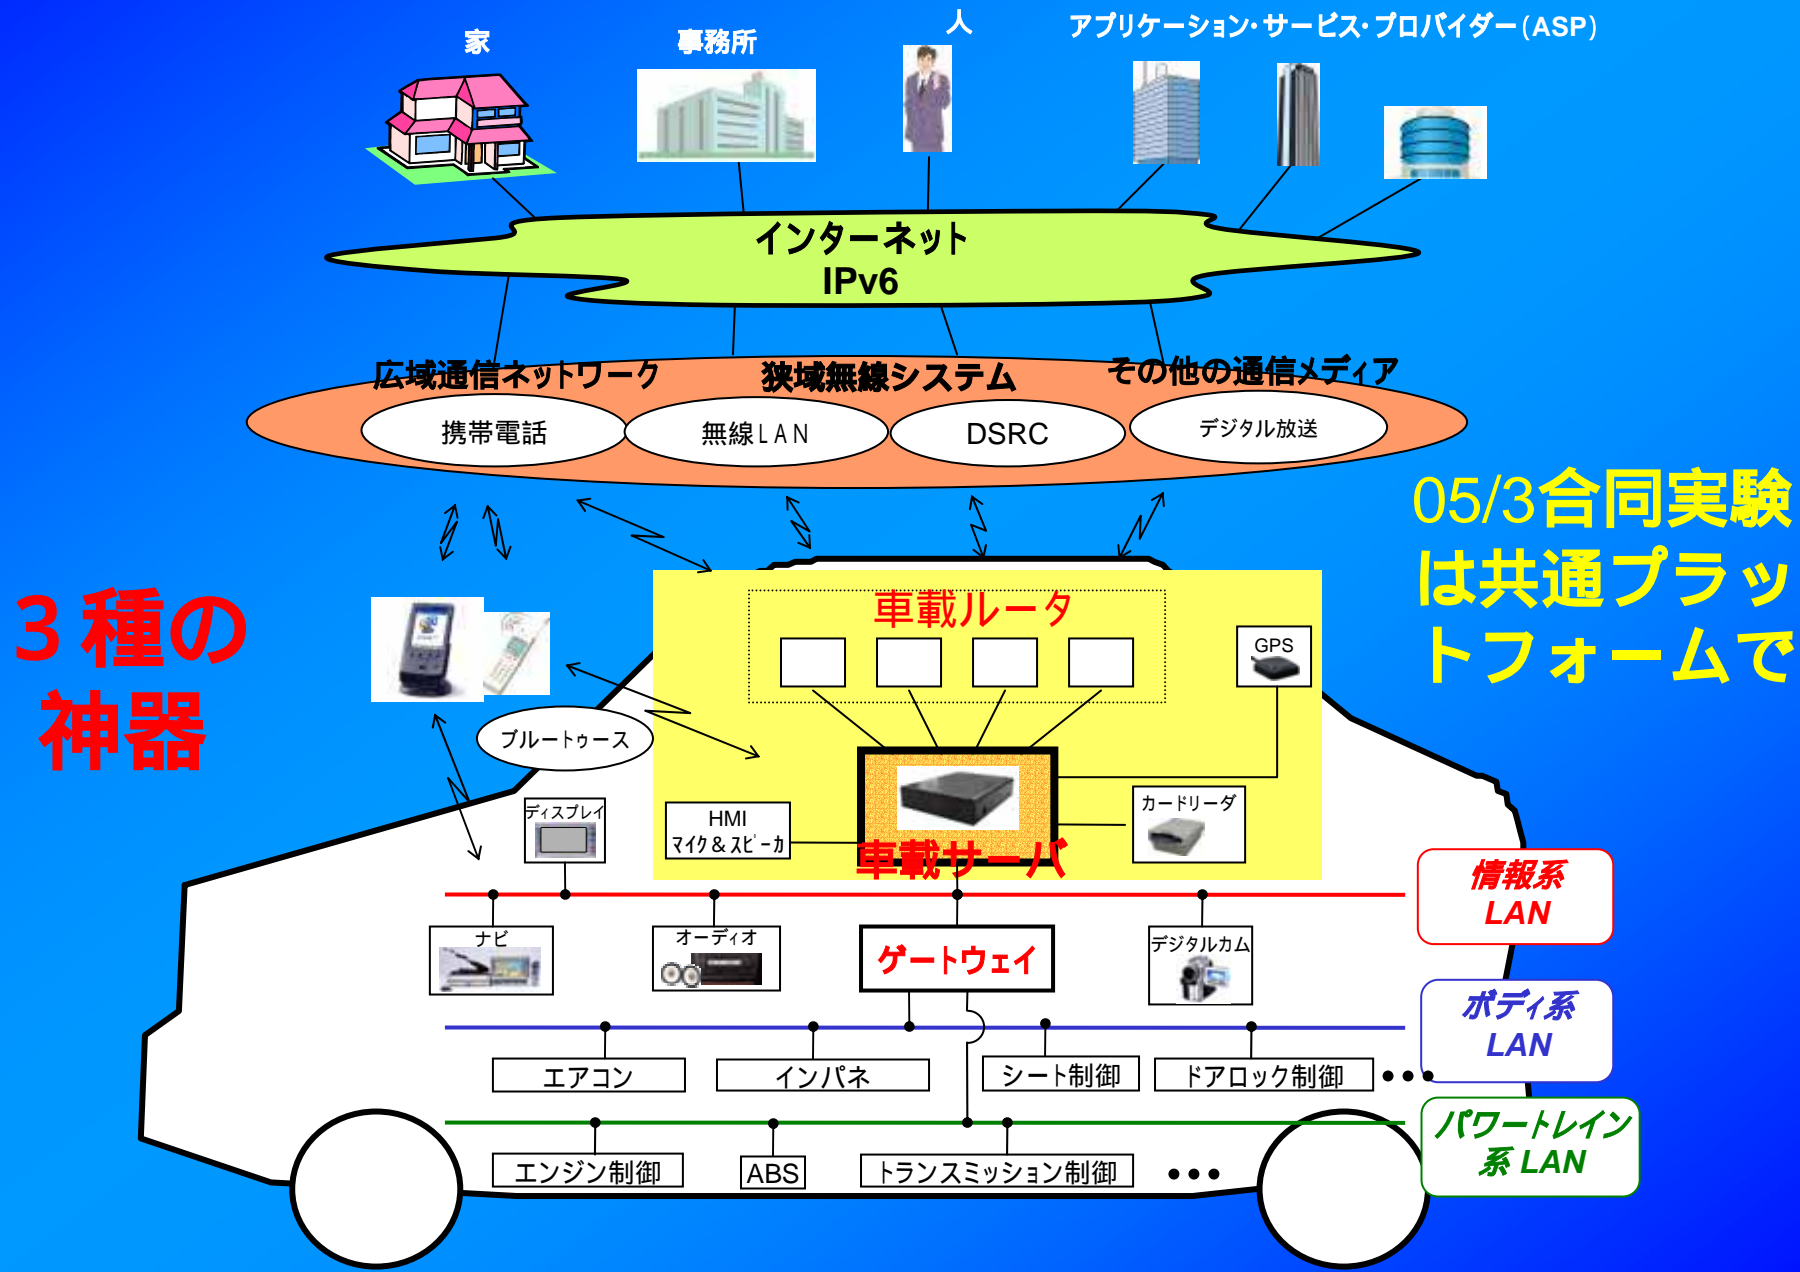 家
事務所
人
アプリケーション・サービス・プロバイダー(ASP)
インターネット
IPv6
広域通信ネットワーク
狭域無線システム
その他の通信メディア
携帯電話
無線LAN
DSRC
デジタル放送
05/3合同実験
は共通プラッ
トフォームで
3種の
神器
車載ルータ
GPS
ブルートゥース
ディスプレイ
HMI
マイク&スピーカ
カードリーダ
車載サーバ
情報系
LAN
ナビ
オーディオ
ゲートウェイ
デジタルカム
ボディ系
LAN
エアコン
インパネ
シート制御
ドアロック制御
•••
パワートレイン
系 LAN
エンジン制御
ABS
トランスミッション制御
•••